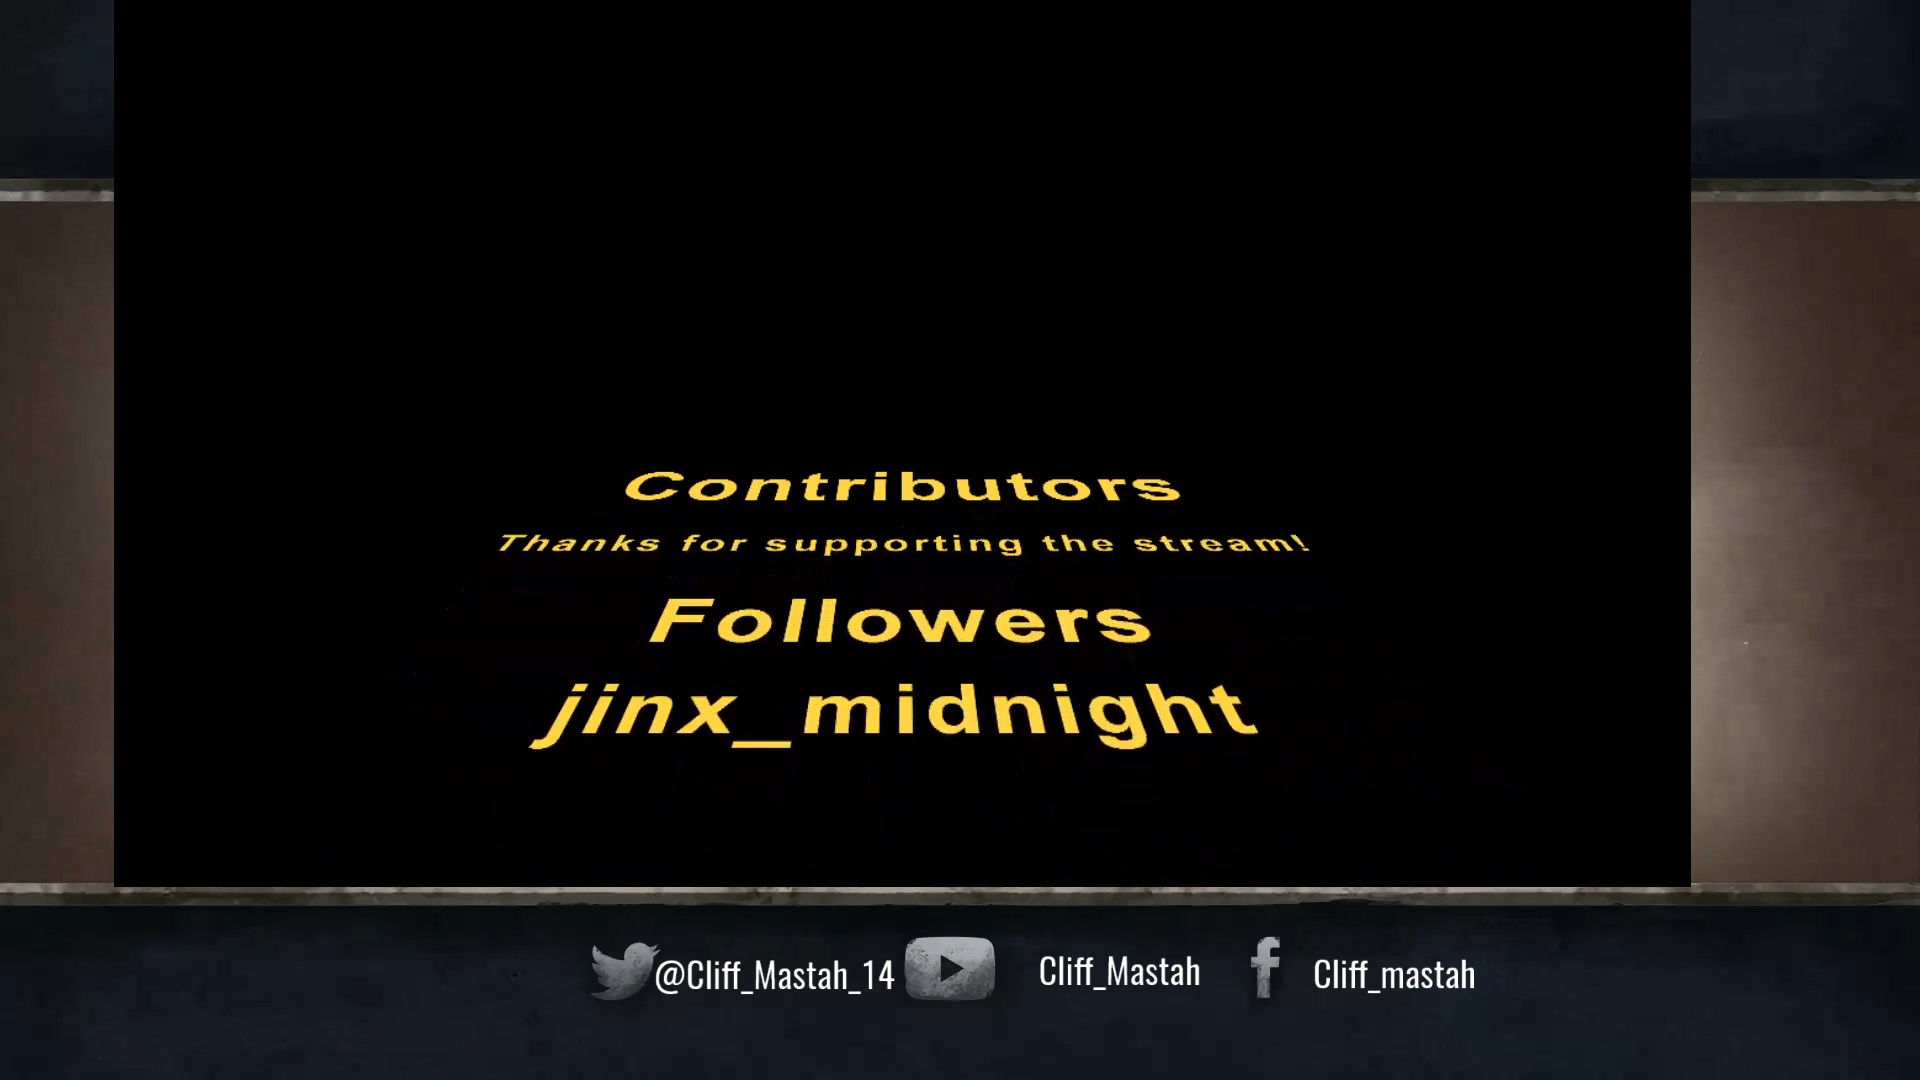 Contributors
Thanks for supporting the stream!
Followers
jinx_midnight
@Cliff_Mastah_14 Cliff_Mastah Cliff_mastah